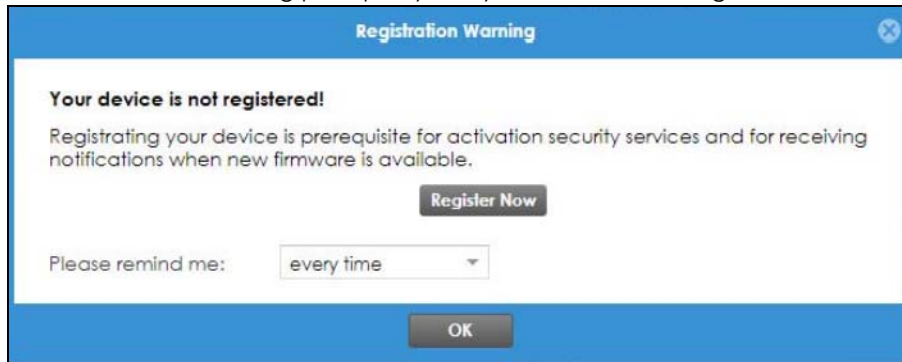 Registration Warning
Your device is not registered!
Registrating your device is prerequisite for activation security services and for receiving
notifications when new firmware is available.
Register Now
Please remind me: every time
OK